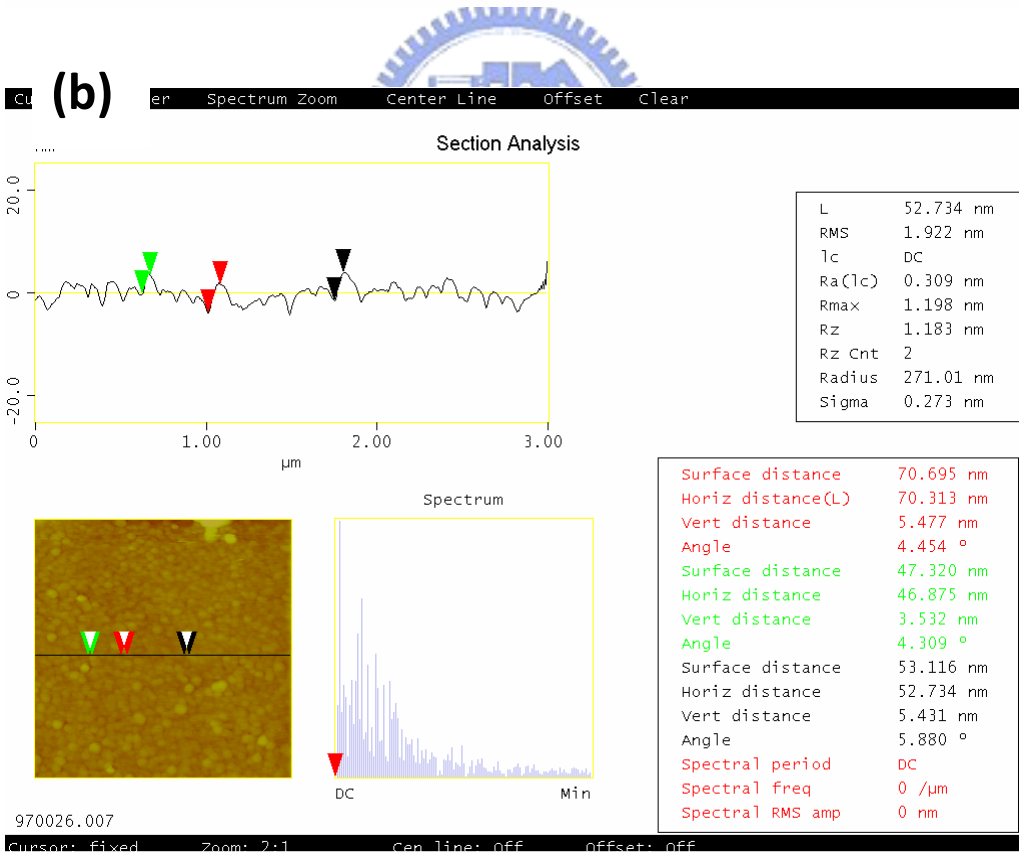 (b)
Cu er Spectrum Zoom Center Line Offset Clear
Section Analysis
20.0
0
-20.0
0 1.00 2.00 3.00
µm
L 52.734 nm
RMS 1.922 nm
lc DC
Ra(lc) 0.309 nm
Rmax 1.198 nm
Rz 1.183 nm
Rz Cnt 2
Radius 271.01 nm
Sigma 0.273 nm
Spectrum
DC Min
Surface distance 70.695 nm
Horiz distance(L) 70.313 nm
Vert distance 5.477 nm
Angle 4.454 °
Surface distance 47.320 nm
Horiz distance 46.875 nm
Vert distance 3.532 nm
Angle 4.309 °
Surface distance 53.116 nm
Horiz distance 52.734 nm
Vert distance 5.431 nm
Angle 5.880 °
Spectral period DC
Spectral freq 0 /µm
Spectral RMS amp 0 nm
970026.007
Cursor: fixed Zoom: 2:1 Cen line: Off Offset: Off